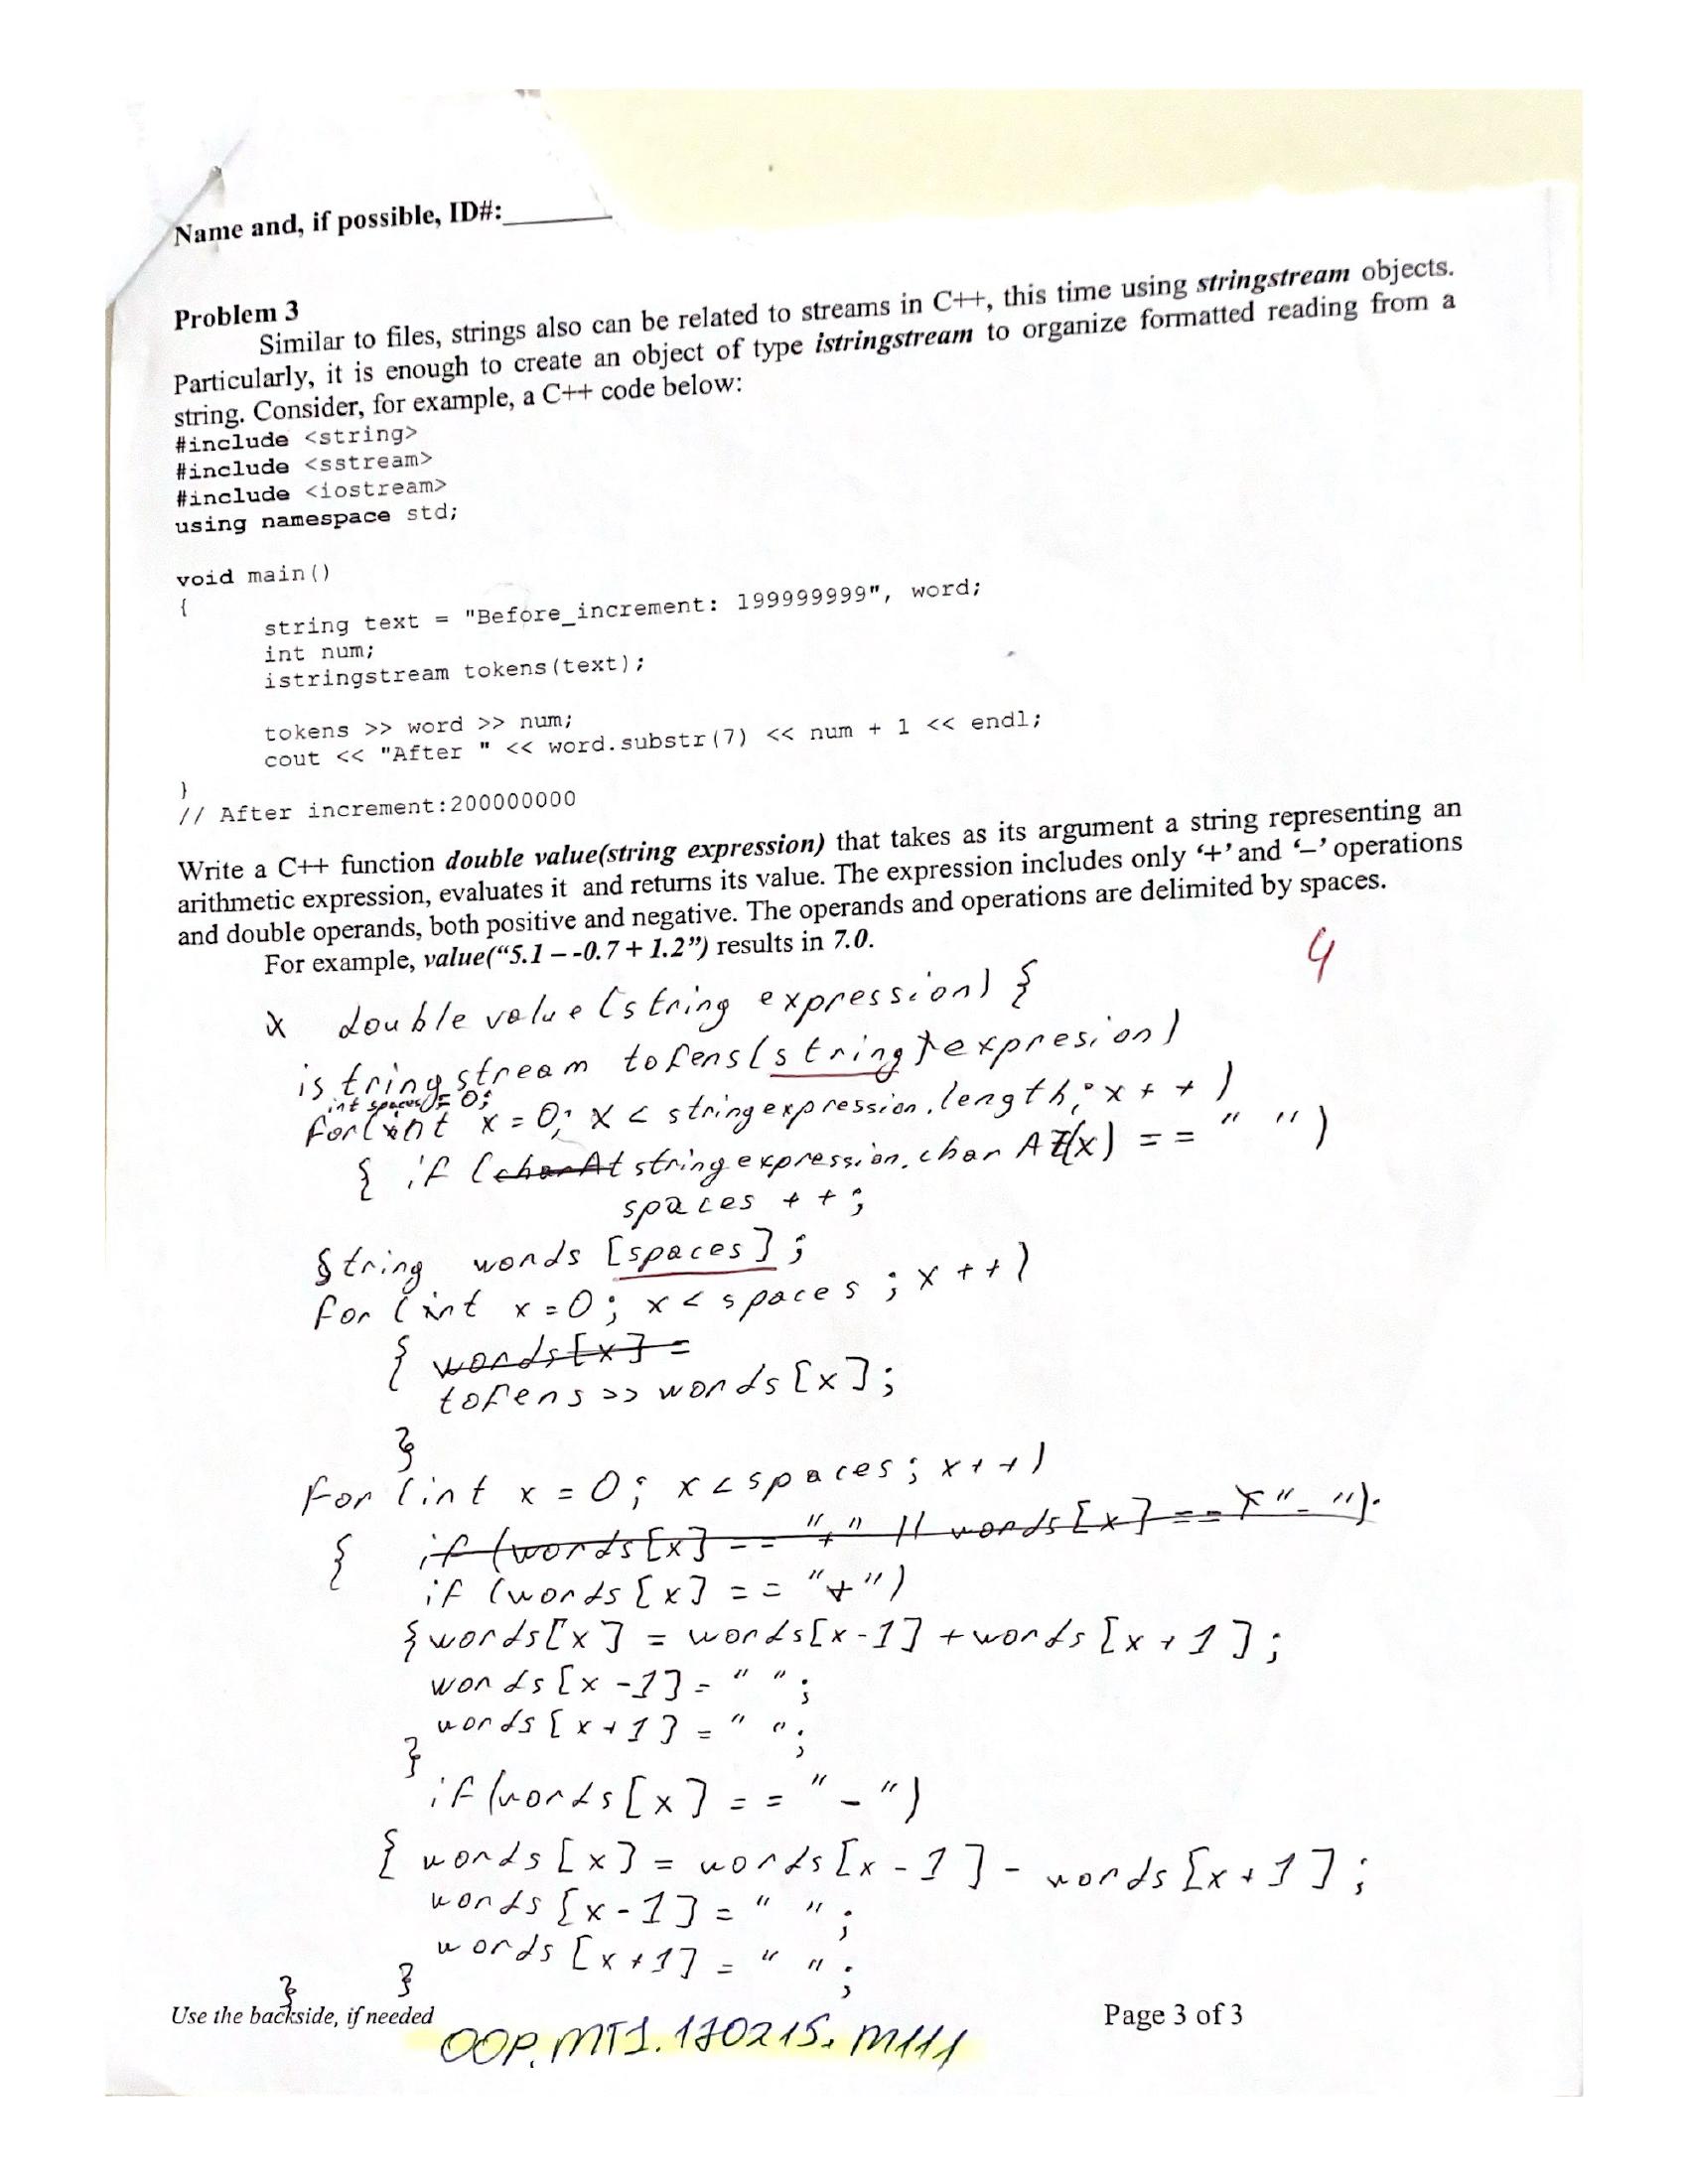 Name and, if possible, ID#:
Problem 3
Similar to files, strings also can be related to streams in C++, this time using stringstream objects.
Particularly, it is enough to create an object of type istringstream to organize formatted reading from a
string. Consider, for example, a C++ code below:
#include <string>
#include <sstream>
#include <iostream>
using namespace std;
void main()
{
string text = "Before_increment: 199999999", word;
int num;
istringstream tokens(text);
tokens >> word >> num;
cout << "After " << word.substr(7) << num + 1 << endl;
}
// After increment:200000000
Write a C++ function double value(string expression) that takes as its argument a string representing an
arithmetic expression, evaluates it and returns its value. The expression includes only ‘+’ and ‘–’ operations
and double operands, both positive and negative. The operands and operations are delimited by spaces.
For example, value(“5.1 – -0.7 + 1.2”) results in 7.0.
4
x double value (string expression) {
istringstream tokens(string expresion)
int spaces = 0;
for(int x = 0; x < stringexpression.length; x++)
{ if (charAt stringexpression.charAt(x) == " ")
spaces ++;
String words [spaces];
for (int x = 0; x < spaces ; x++)
{ words[x] =
tokens >> words [x];
}
for (int x = 0; x < spaces; x++)
{ if (words[x] == "+" || words[x] == "-")
if (words [x] == "+")
{ words[x] = words[x-1] + words [x+1];
words [x-1] = " ";
words [x+1] = " ";
}
if (words [x] == "-")
{ words [x] = words [x-1] - words [x+1];
words [x-1] = " ";
words [x+1] = " ";
} }
Use the backside, if needed
Page 3 of 3
OOP.MT1.170215.M111